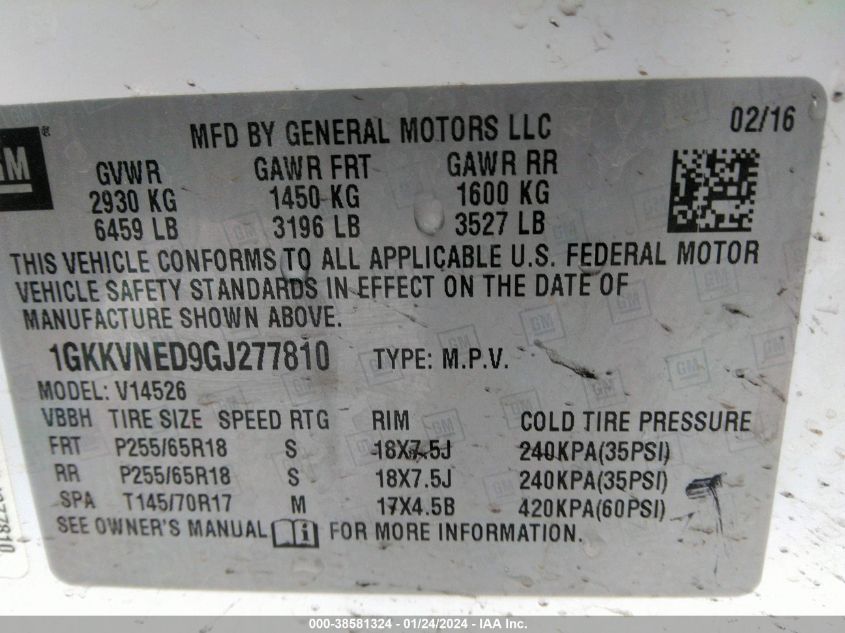 MFD BY GENERAL MOTORS LLC 02/16
GM ®
GVWR GAWR FRT GAWR RR
2930 KG 1450 KG 1600 KG
6459 LB 3196 LB 3527 LB
THIS VEHICLE CONFORMS TO ALL APPLICABLE U.S. FEDERAL MOTOR
VEHICLE SAFETY STANDARDS IN EFFECT ON THE DATE OF
MANUFACTURE SHOWN ABOVE.
1GKKVNED9GJ277810 TYPE: M.P.V.
MODEL: V14526
VBBH TIRE SIZE SPEED RTG RIM COLD TIRE PRESSURE
FRT P255/65R18 S 18X7.5J 240KPA(35PSI)
RR P255/65R18 S 18X7.5J 240KPA(35PSI)
SPA T145/70R17 M 17X4.5B 420KPA(60PSI)
SEE OWNER'S MANUAL i FOR MORE INFORMATION.
000-38581324 - 01/24/2024 - IAA Inc.